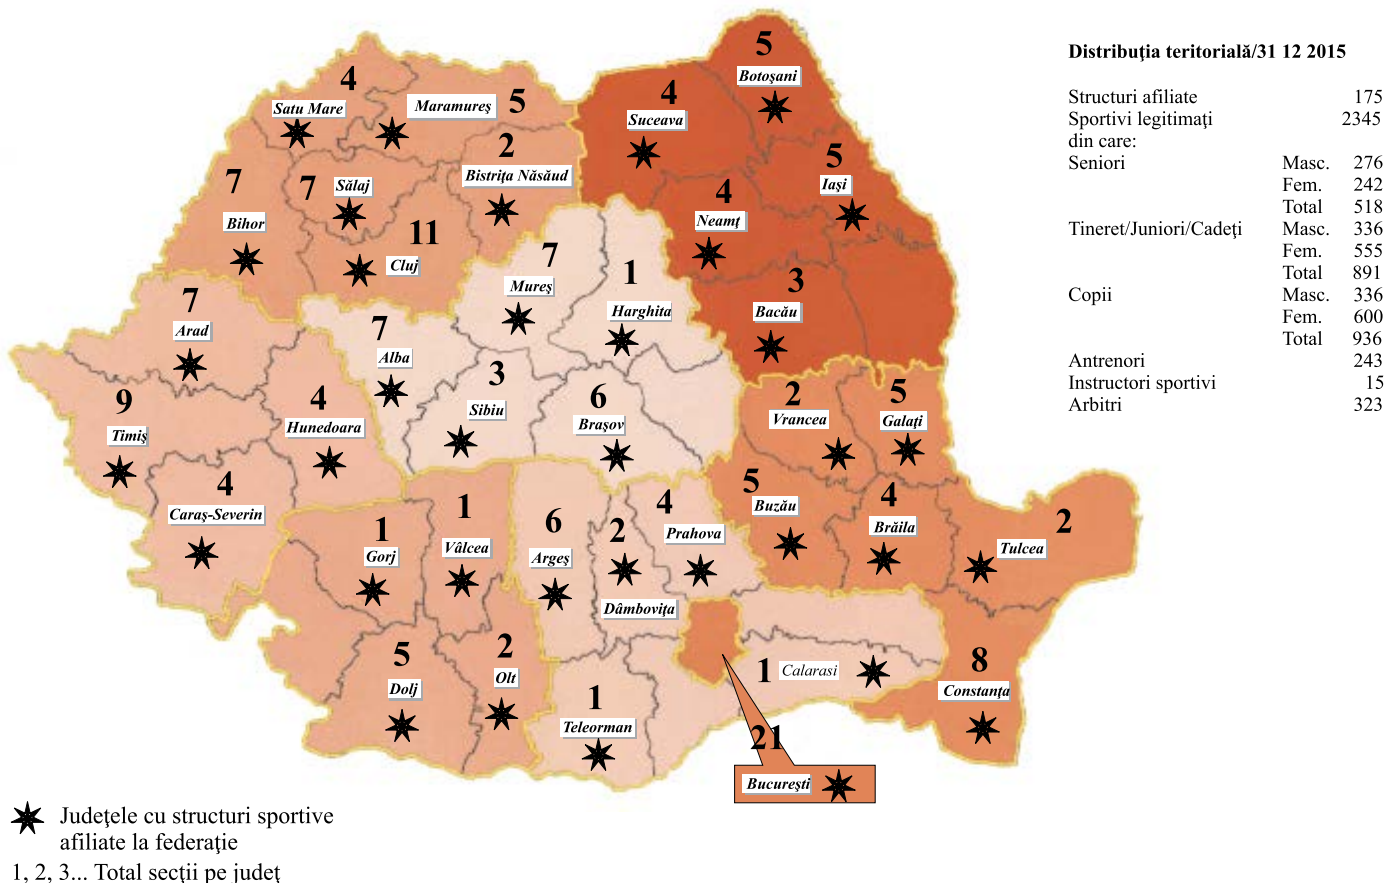 Distribuţia teritorială/31 12 2015
Structuri afiliate 175
Sportivi legitimaţi 2345
din care:
Seniori Masc. 276
Fem. 242
Total 518
Tineret/Juniori/Cadeţi Masc. 336
Fem. 555
Total 891
Copii Masc. 336
Fem. 600
Total 936
Antrenori 243
Instructori sportivi 15
Arbitri 323
5
Botoşani
4
Satu Mare
Maramureş 5
4
Suceava
2
Bistriţa Năsăud
5
Iaşi
7
Bihor
7 Sălaj
4
Neamţ
11
Cluj
7
Mureş
1
Harghita
3
Bacău
7
Arad
7
Alba
3
Sibiu
6
Braşov
2
Vrancea
5
Galaţi
9
Timiş
4
Hunedoara
4
Caraş-Severin
1
Gorj
1
Vâlcea
6
Argeş
2
Dâmboviţa
4
Prahova
5
Buzău
4
Brăila
2
Tulcea
5
Dolj
2
Olt
1
Teleorman
1 Calarasi
8
Constanţa
21
Bucureşti
Judeţele cu structuri sportive
afiliate la federaţie
1, 2, 3... Total secţii pe judeţ